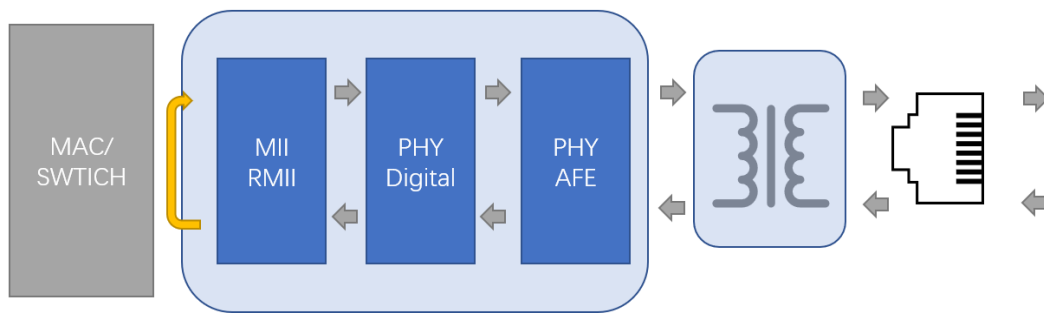 MAC/
SWTICH
MII
RMII
PHY
Digital
PHY
AFE